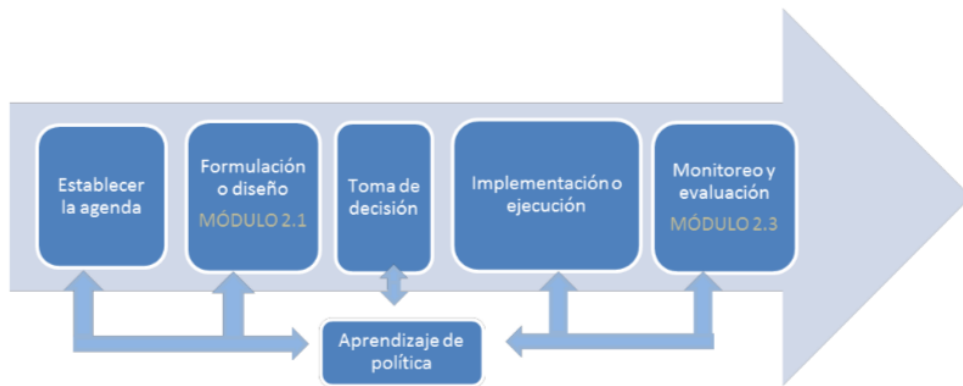 Establecer
la agenda
Formulación
o diseño
MÓDULO 2.1
Toma de
decisión
Implementación o
ejecución
Monitoreo y
evaluación
MÓDULO 2.3
Aprendizaje de
política